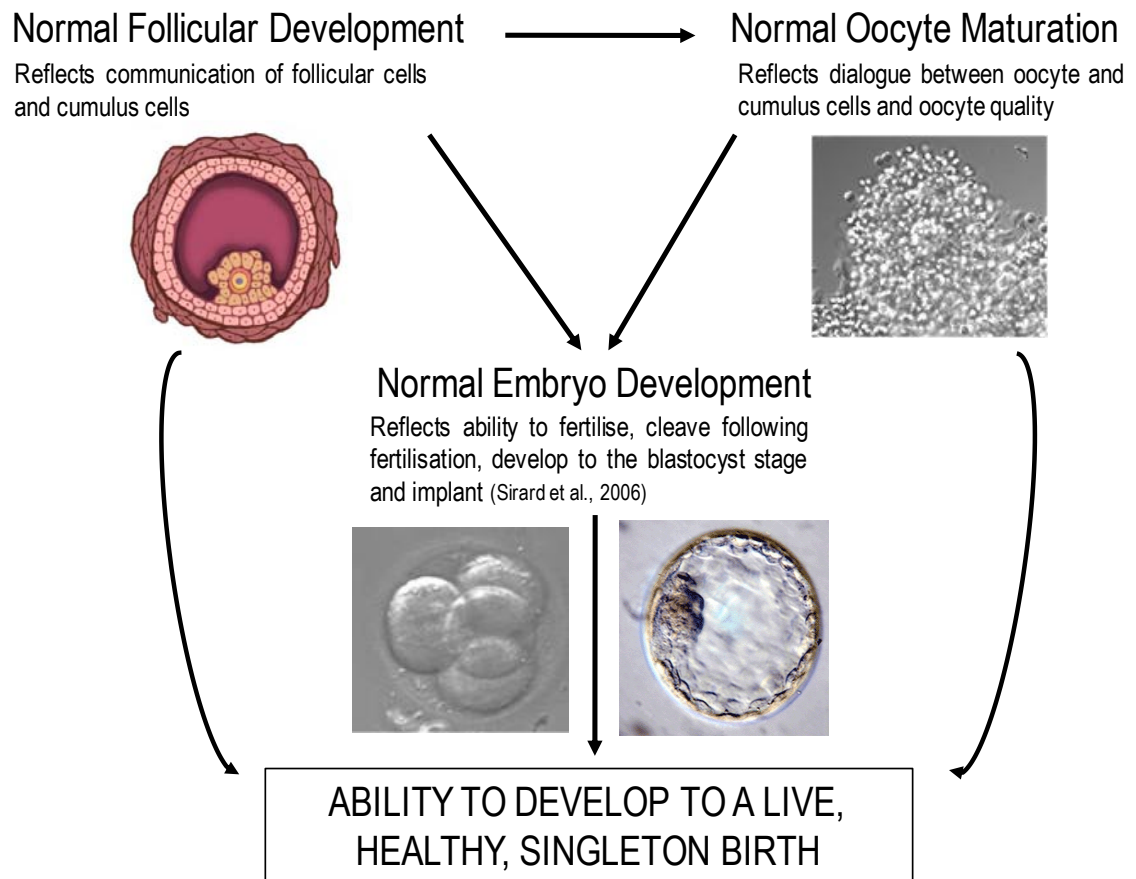 Normal Follicular Development
Reflects communication of follicular cells
and cumulus cells
Normal Oocyte Maturation
Reflects dialogue between oocyte and
cumulus cells and oocyte quality
Normal Embryo Development
Reflects ability to fertilise, cleave following
fertilisation, develop to the blastocyst stage
and implant (Sirard et al., 2006)
ABILITY TO DEVELOP TO A LIVE,
HEALTHY, SINGLETON BIRTH